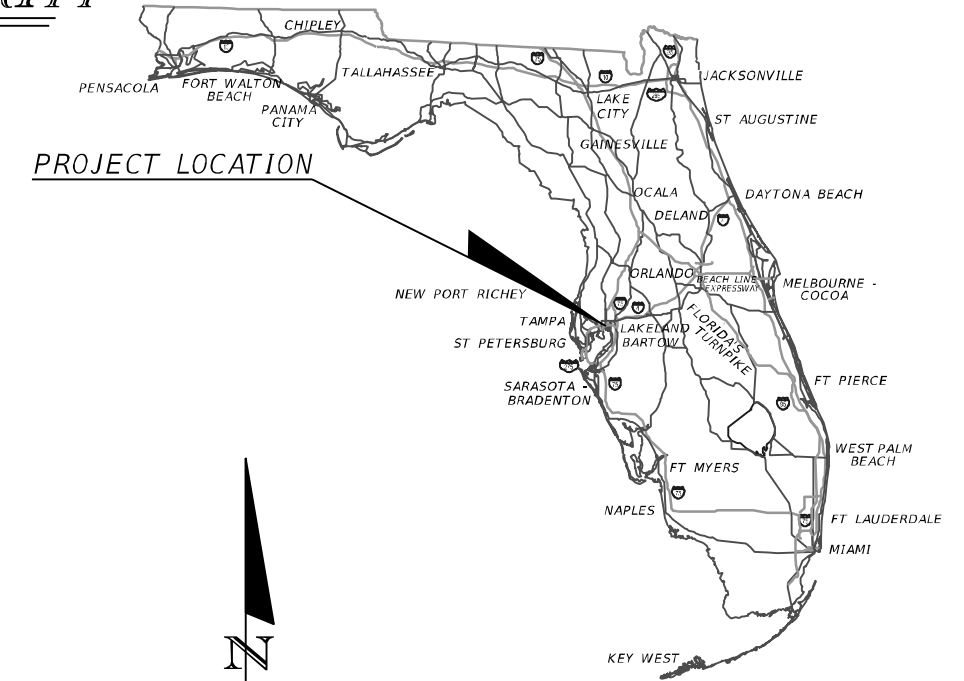 CHIPLEY
PENSACOLA
FORT WALTON
BEACH
PANAMA
CITY
TALLAHASSEE
JACKSONVILLE
LAKE
CITY
ST AUGUSTINE
GAINESVILLE
PROJECT LOCATION
OCALA
DAYTONA BEACH
DELAND
ORLANDO
BEACH LINE
EXPRESSWAY
MELBOURNE -
COCOA
NEW PORT RICHEY
TAMPA
ST PETERSBURG
LAKELAND
BARTOW
FLORIDA'S
TURNPIKE
SARASOTA -
BRADENTON
FT PIERCE
WEST PALM
BEACH
FT MYERS
NAPLES
FT LAUDERDALE
MIAMI
KEY WEST
N